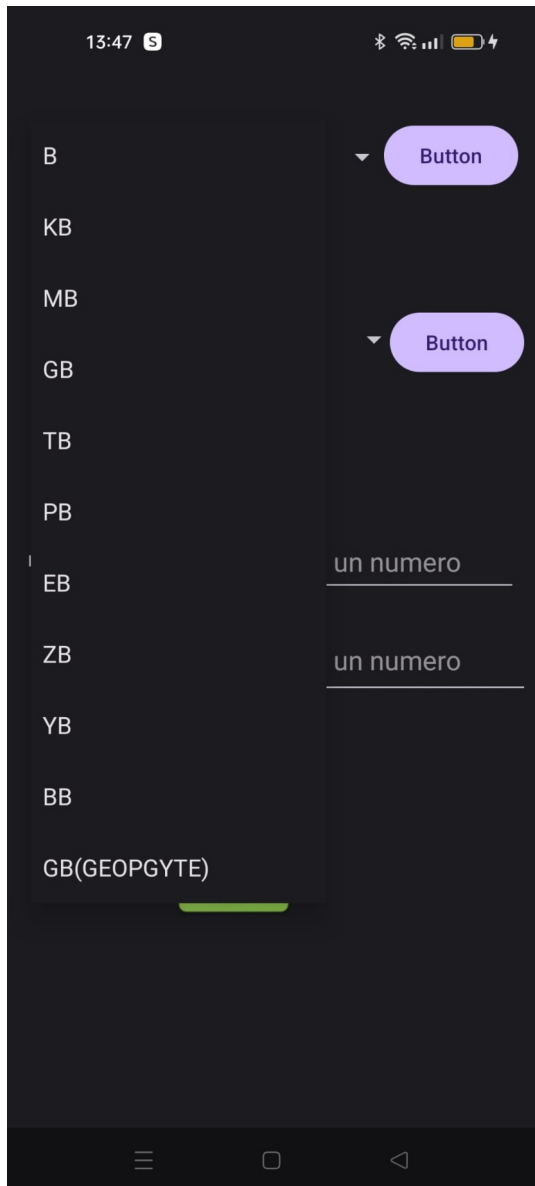 13:47 S
B
Button
KB
MB
Button
GB
TB
PB
un numero
EB
ZB
un numero
YB
BB
GB(GEOPGYTE)